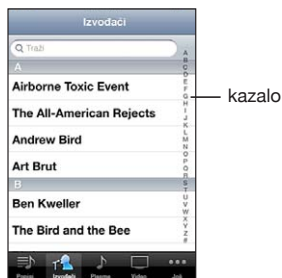 Izvođači
Traži
A
Airborne Toxic Event
The All-American Rejects
Andrew Bird
Art Brut
B
Ben Kweller
The Bird and the Bee
A
B
C
D
E
F
G
H
I
J
K
L
M
N
O
P
Q
R
S
T
U
V
W
X
Y
Z
#
kazalo
Popisi Izvođači Pjesme Video Još